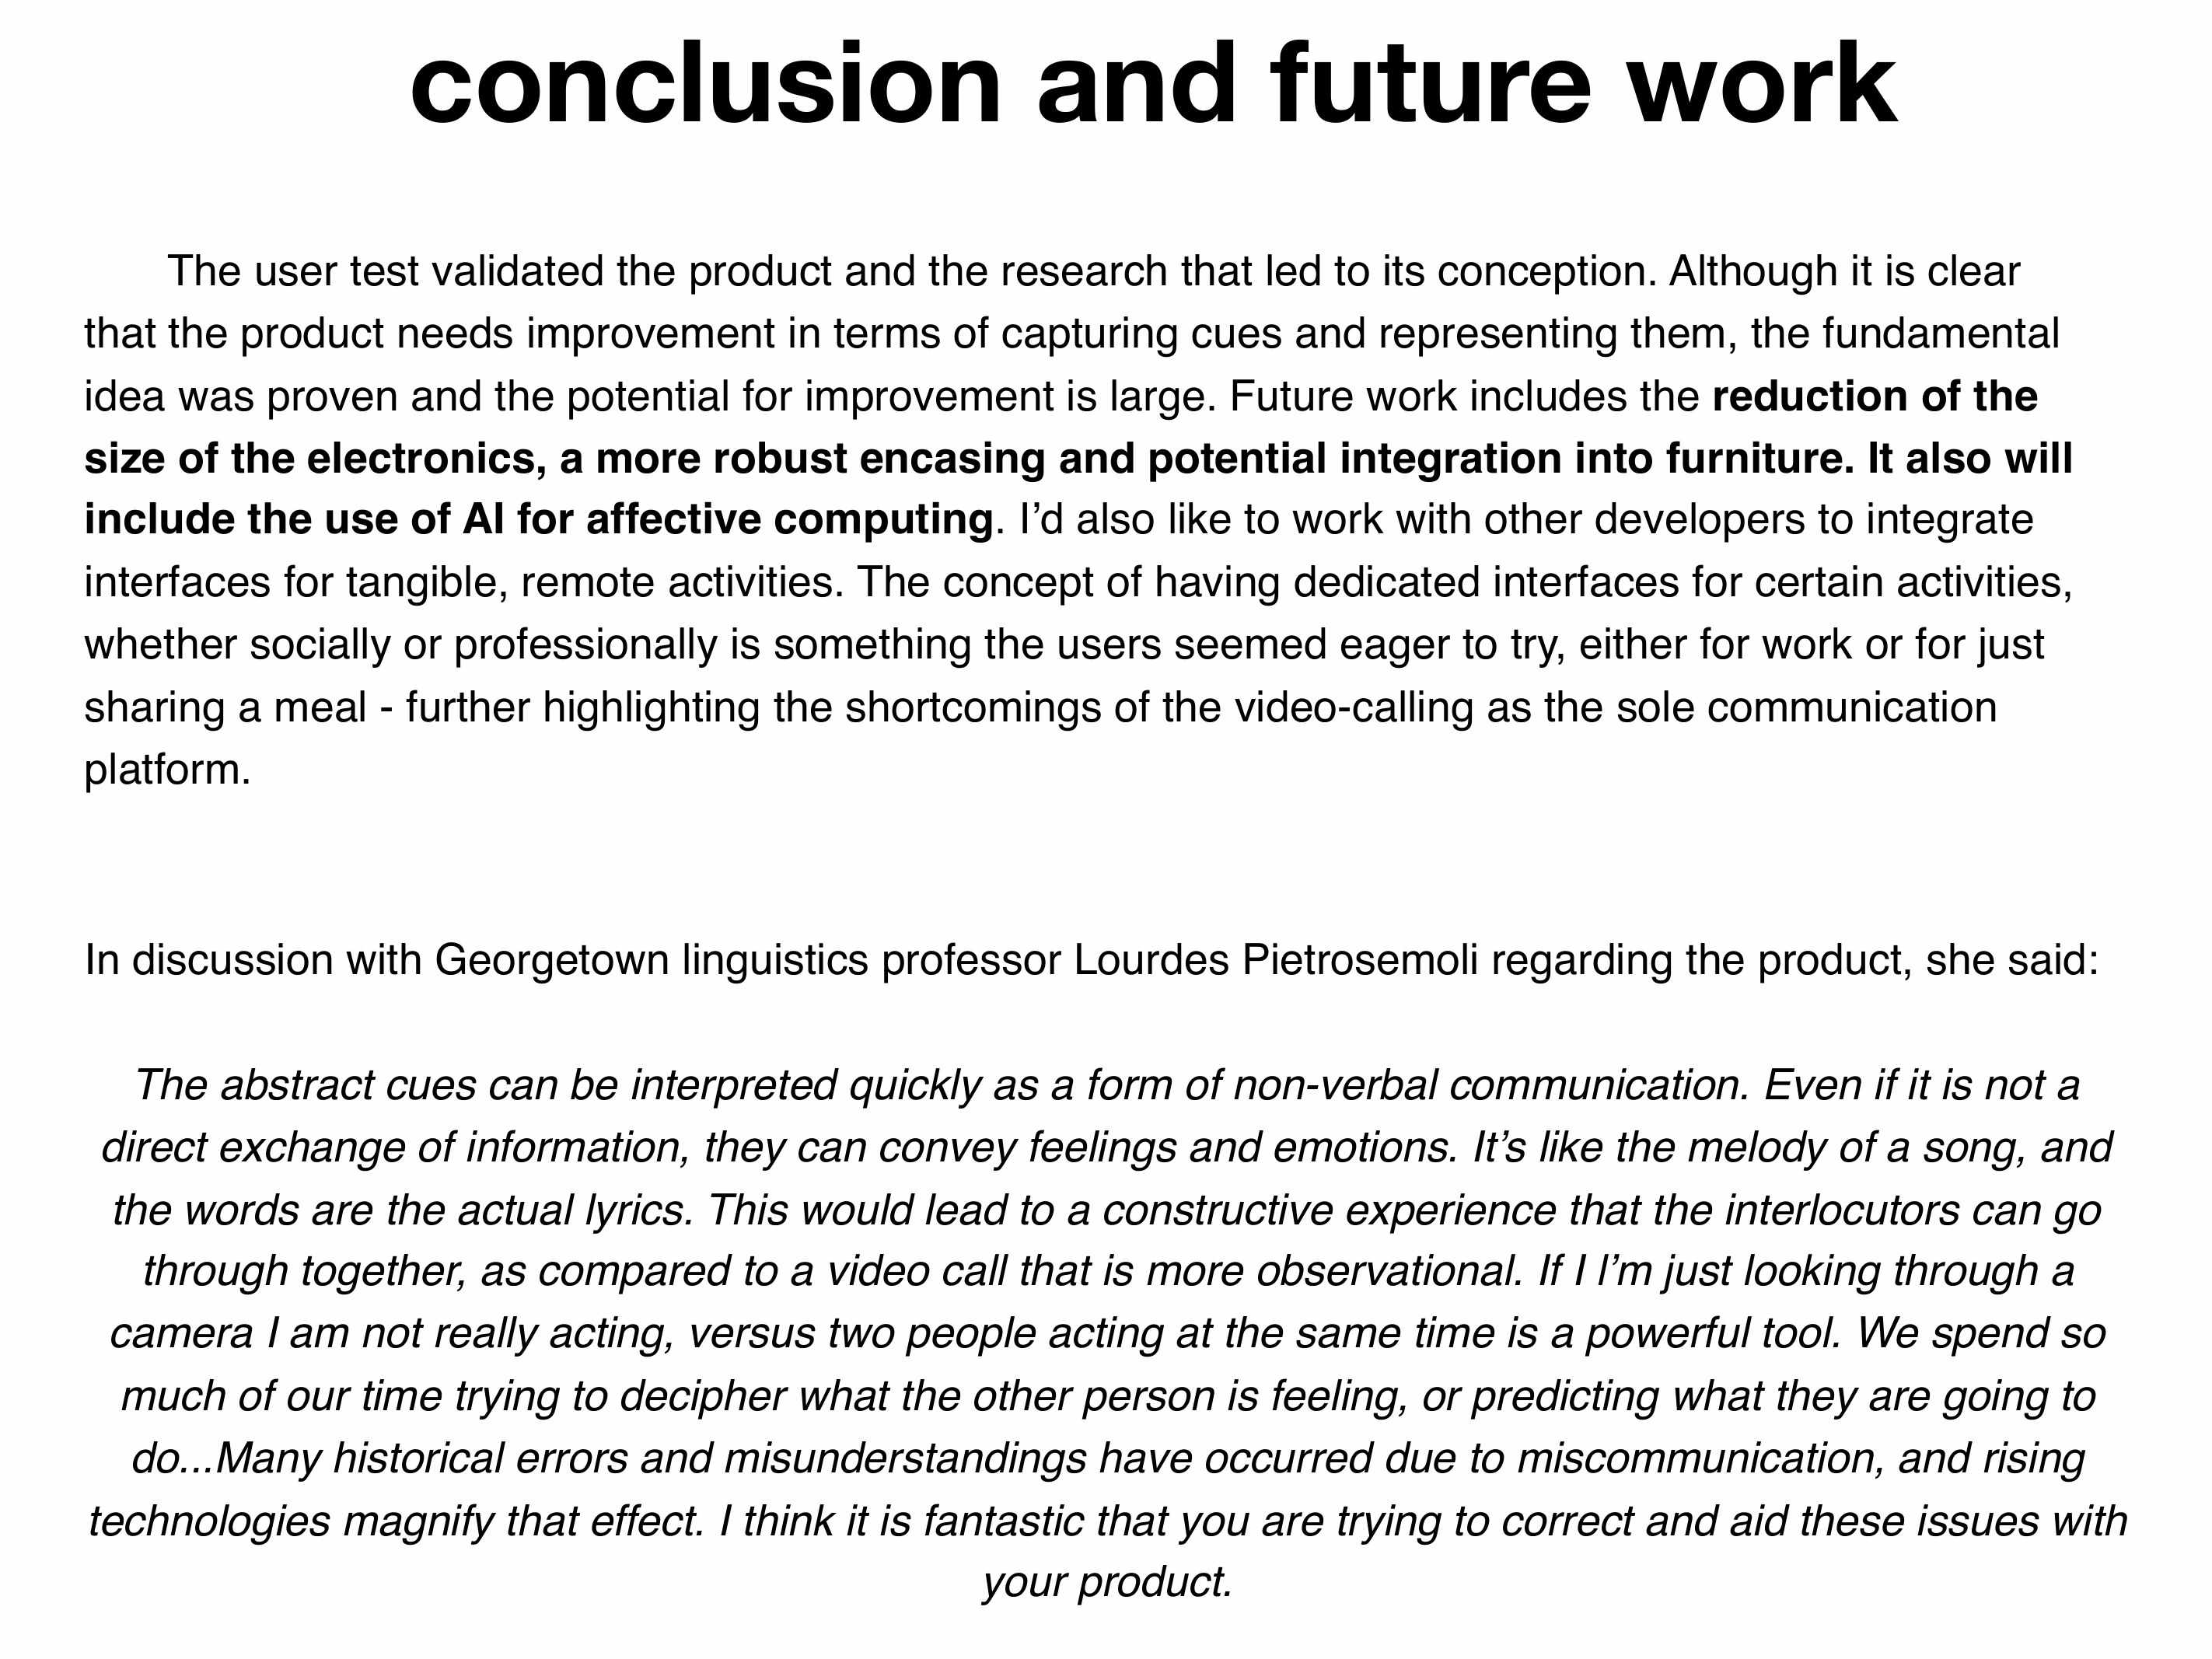 conclusion and future work
The user test validated the product and the research that led to its conception. Although it is clear
that the product needs improvement in terms of capturing cues and representing them, the fundamental
idea was proven and the potential for improvement is large. Future work includes the reduction of the
size of the electronics, a more robust encasing and potential integration into furniture. It also will
include the use of AI for affective computing. I’d also like to work with other developers to integrate
interfaces for tangible, remote activities. The concept of having dedicated interfaces for certain activities,
whether socially or professionally is something the users seemed eager to try, either for work or for just
sharing a meal - further highlighting the shortcomings of the video-calling as the sole communication
platform.
In discussion with Georgetown linguistics professor Lourdes Pietrosemoli regarding the product, she said:
The abstract cues can be interpreted quickly as a form of non-verbal communication. Even if it is not a
direct exchange of information, they can convey feelings and emotions. It’s like the melody of a song, and
the words are the actual lyrics. This would lead to a constructive experience that the interlocutors can go
through together, as compared to a video call that is more observational. If I I’m just looking through a
camera I am not really acting, versus two people acting at the same time is a powerful tool. We spend so
much of our time trying to decipher what the other person is feeling, or predicting what they are going to
do...Many historical errors and misunderstandings have occurred due to miscommunication, and rising
technologies magnify that effect. I think it is fantastic that you are trying to correct and aid these issues with
your product.